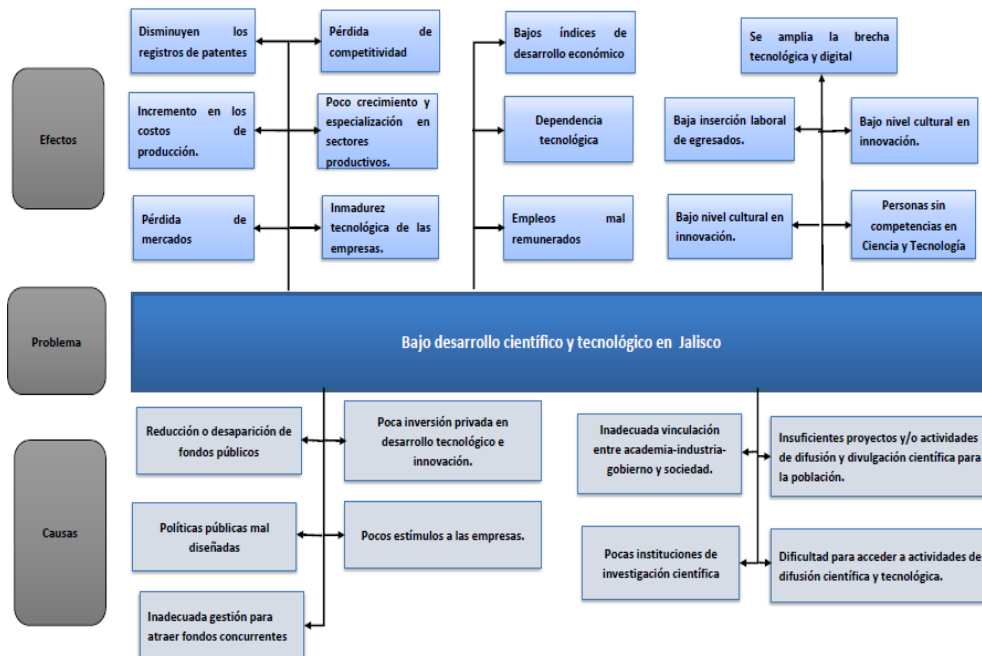 Efectos
Disminuyen los
registros de patentes
Pérdida de
competitividad
Incremento en los
costos de
producción.
Poco crecimiento y
especialización en
sectores
productivos.
Pérdida de
mercados
Inmadurez
tecnológica de las
empresas.
Bajos índices de
desarrollo económico
Dependencia
tecnológica
Empleos mal
remunerados
Se amplia la brecha
tecnológica y digital
Baja inserción laboral
de egresados.
Bajo nivel cultural en
innovación.
Bajo nivel cultural en
innovación.
Personas sin
competencias en
Ciencia y Tecnología
Problema
Bajo desarrollo científico y tecnológico en Jalisco
Causas
Reducción o desaparición de
fondos públicos
Poca inversión privada en
desarrollo tecnológico e
innovación.
Políticas públicas mal
diseñadas
Pocos estímulos a las empresas.
Inadecuada gestión para
atraer fondos concurrentes
Inadecuada vinculación
entre academia-industria-
gobierno y sociedad.
Insuficientes proyectos y/o actividades
de difusión y divulgación científica para
la población.
Pocas instituciones de
investigación científica
Dificultad para acceder a actividades de
difusión científica y tecnológica.